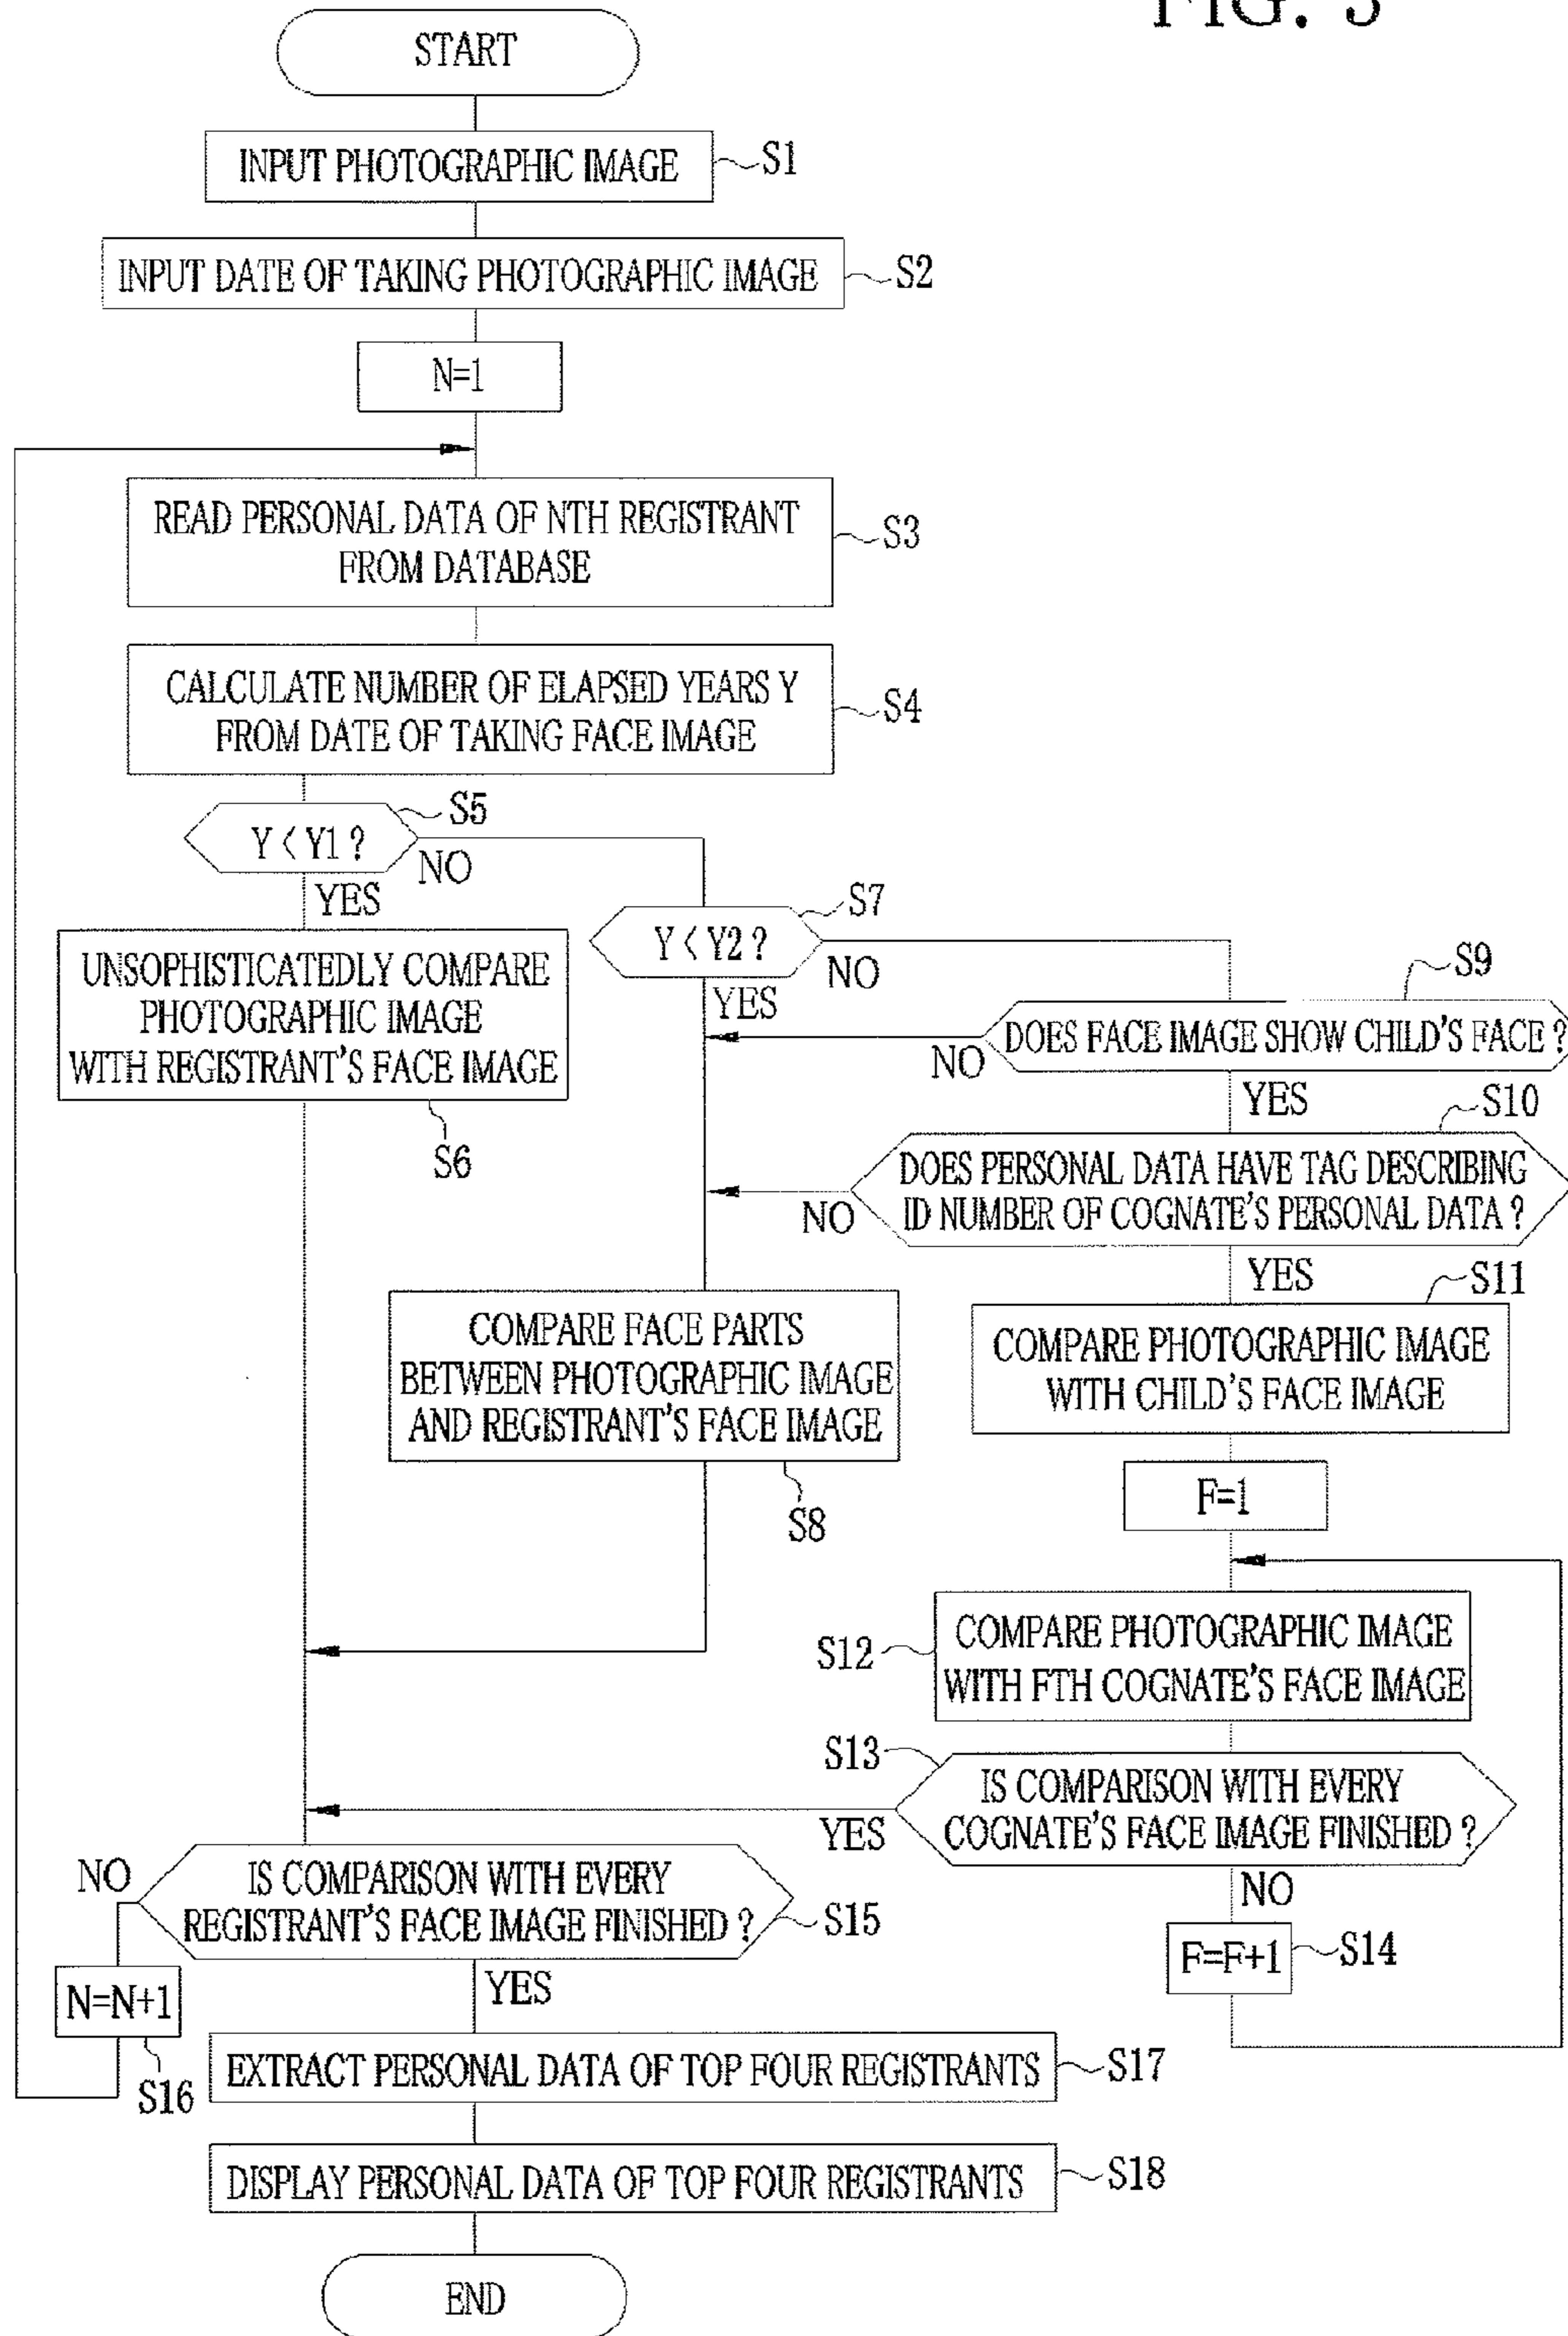 FIG. 3
START
INPUT PHOTOGRAPHIC IMAGE
S1
INPUT DATE OF TAKING PHOTOGRAPHIC IMAGE
S2
N=1
READ PERSONAL DATA OF NTH REGISTRANT
FROM DATABASE
S3
CALCULATE NUMBER OF ELAPSED YEARS Y
FROM DATE OF TAKING FACE IMAGE
S4
S5
Y < Y1 ?
NO
YES
S7
Y < Y2 ?
NO
YES
UNSOPHISTICATEDLY COMPARE
PHOTOGRAPHIC IMAGE
WITH REGISTRANT'S FACE IMAGE
S6
S9
DOES FACE IMAGE SHOW CHILD'S FACE ?
NO
YES
S10
DOES PERSONAL DATA HAVE TAG DESCRIBING
ID NUMBER OF COGNATE'S PERSONAL DATA ?
NO
YES
S11
COMPARE FACE PARTS
BETWEEN PHOTOGRAPHIC IMAGE
AND REGISTRANT'S FACE IMAGE
S8
COMPARE PHOTOGRAPHIC IMAGE
WITH CHILD'S FACE IMAGE
F=1
S12
COMPARE PHOTOGRAPHIC IMAGE
WITH FTH COGNATE'S FACE IMAGE
S13
IS COMPARISON WITH EVERY
COGNATE'S FACE IMAGE FINISHED ?
YES
NO
F=F+1
S14
NO
IS COMPARISON WITH EVERY
REGISTRANT'S FACE IMAGE FINISHED ?
S15
YES
N=N+1
S16
EXTRACT PERSONAL DATA OF TOP FOUR REGISTRANTS
S17
DISPLAY PERSONAL DATA OF TOP FOUR REGISTRANTS
S18
END